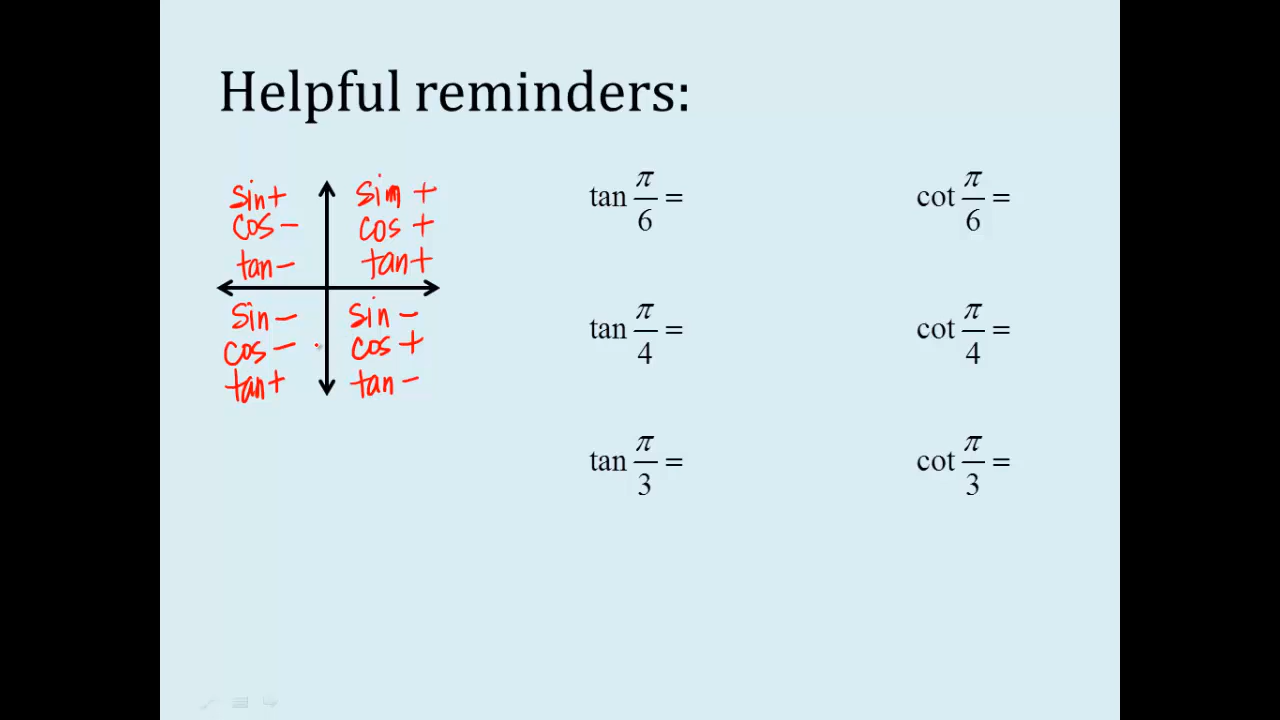 Helpful reminders:
sin+
cos −
tan −
sin +
cos +
tan +
sin −
cos −
tan+
sin −
cos +
tan −
tan π/6 =
cot π/6 =
tan π/4 =
cot π/4 =
tan π/3 =
cot π/3 =